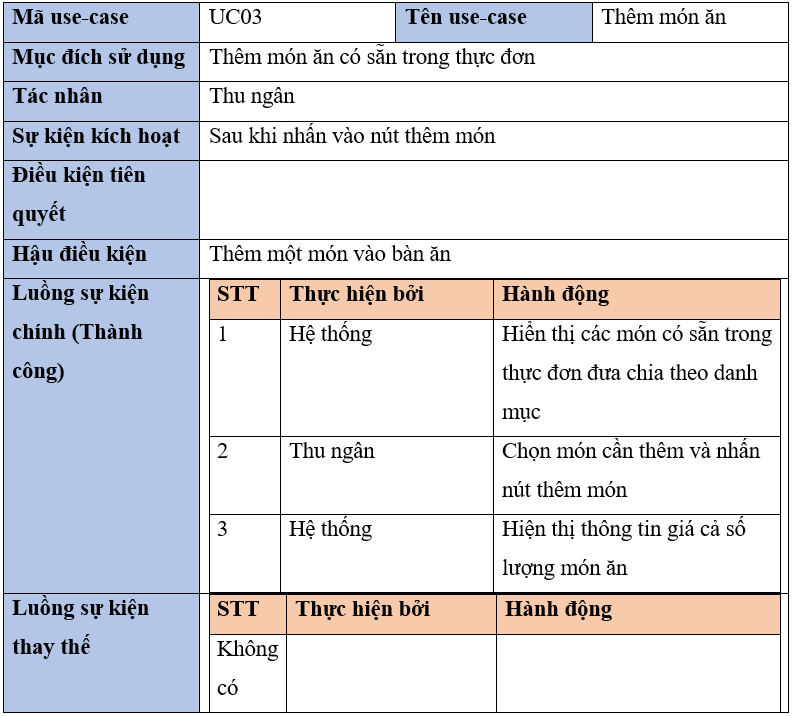 Mã use-case UC03 Tên use-case Thêm món ăn
Mục đích sử dụng Thêm món ăn có sẵn trong thực đơn
Tác nhân Thu ngân
Sự kiện kích hoạt Sau khi nhấn vào nút thêm món
Điều kiện tiên
quyết
Hậu điều kiện Thêm một món vào bàn ăn
Luồng sự kiện
chính (Thành
công)
STT Thực hiện bởi Hành động
1 Hệ thống Hiển thị các món có sẵn trong
thực đơn đưa chia theo danh
mục
2 Thu ngân Chọn món cần thêm và nhấn
nút thêm món
3 Hệ thống Hiện thị thông tin giá cả số
lượng món ăn
Luồng sự kiện
thay thế
STT Thực hiện bởi Hành động
Không
có